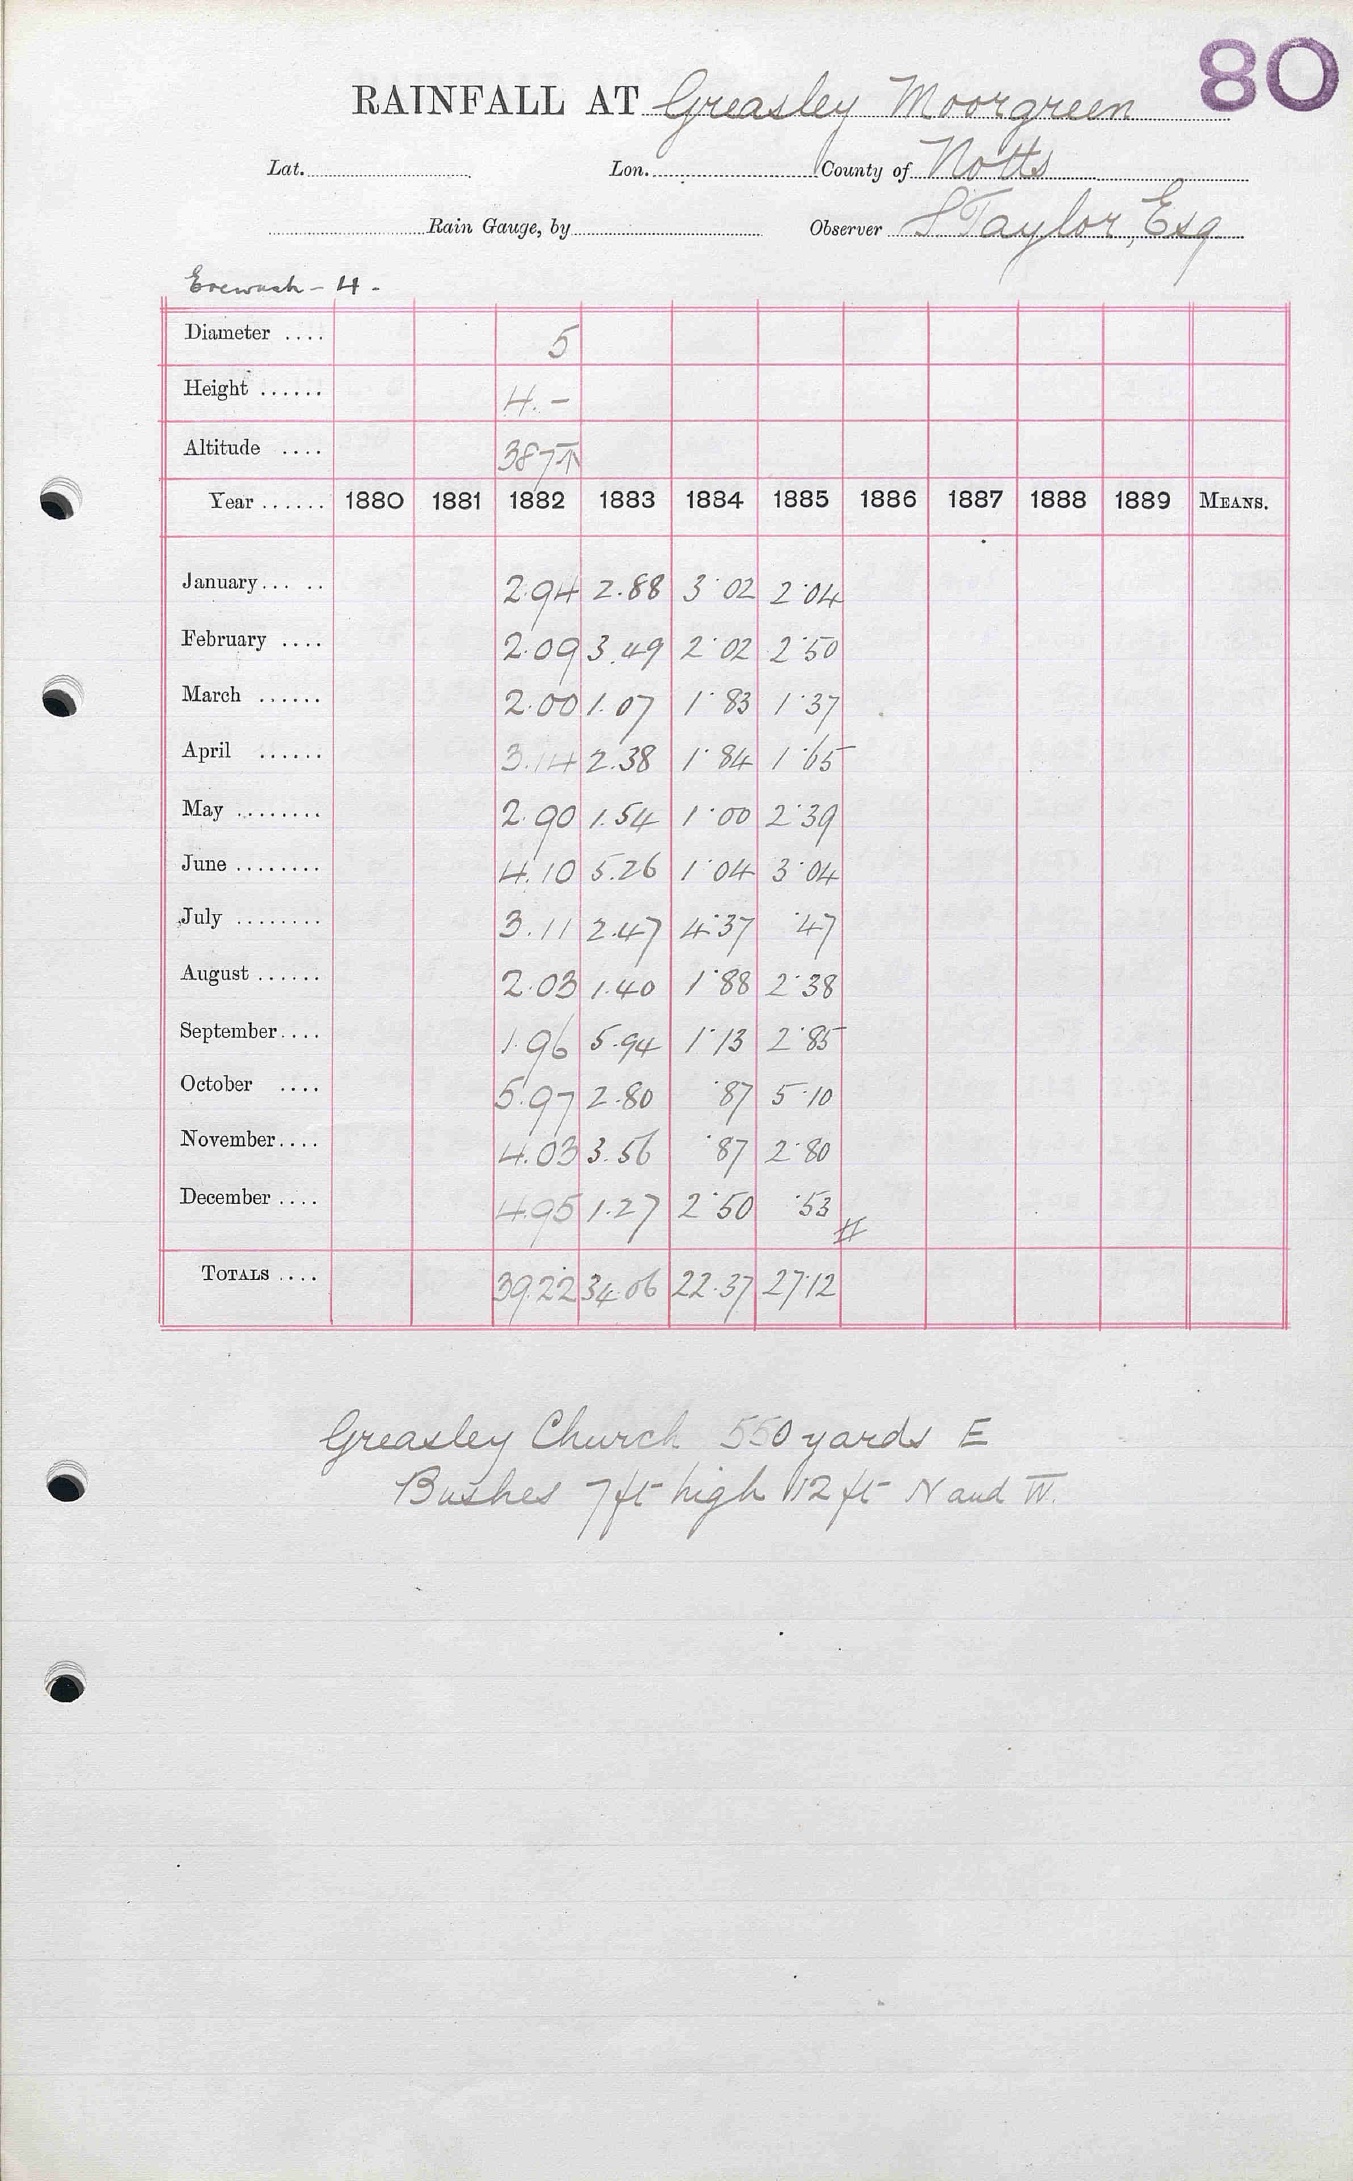 80
RAINFALL AT Greasley Moorgreen
Lat. Lon. County of Notts
Rain Gauge, by Observer S Taylor, Esq
Erewash - 4 -
Diameter .... 5
Height ...... 4. -
Altitude .... 387
Year ...... 1880 1881 1882 1883 1884 1885 1886 1887 1888 1889 MEANS.
January... .. 2.94 2.88 3·02 2·04
February .... 2.09 3.49 2·02 2·50
March ...... 2.00 1.07 1·83 1·37
April ...... 3.14 2.38 1·84 1·65
May ........ 2.90 1.54 1·00 2·39
June ........ 4.10 5.26 1·04 3·04
July ........ 3.11 2.47 4·37 ·47
August ...... 2.03 1.40 1·88 2·38
September.... 1.96 5.94 1·13 2·85
October .... 5.97 2.80 ·87 5·10
November.... 4.03 3.56 ·87 2·80
December .... 4.95 1.27 2·50 ·53
TOTALS .... 39.22 34.06 22.37 27·12
Greasley Church 550 yards E
Bushes 7ft high 12 ft N and W.